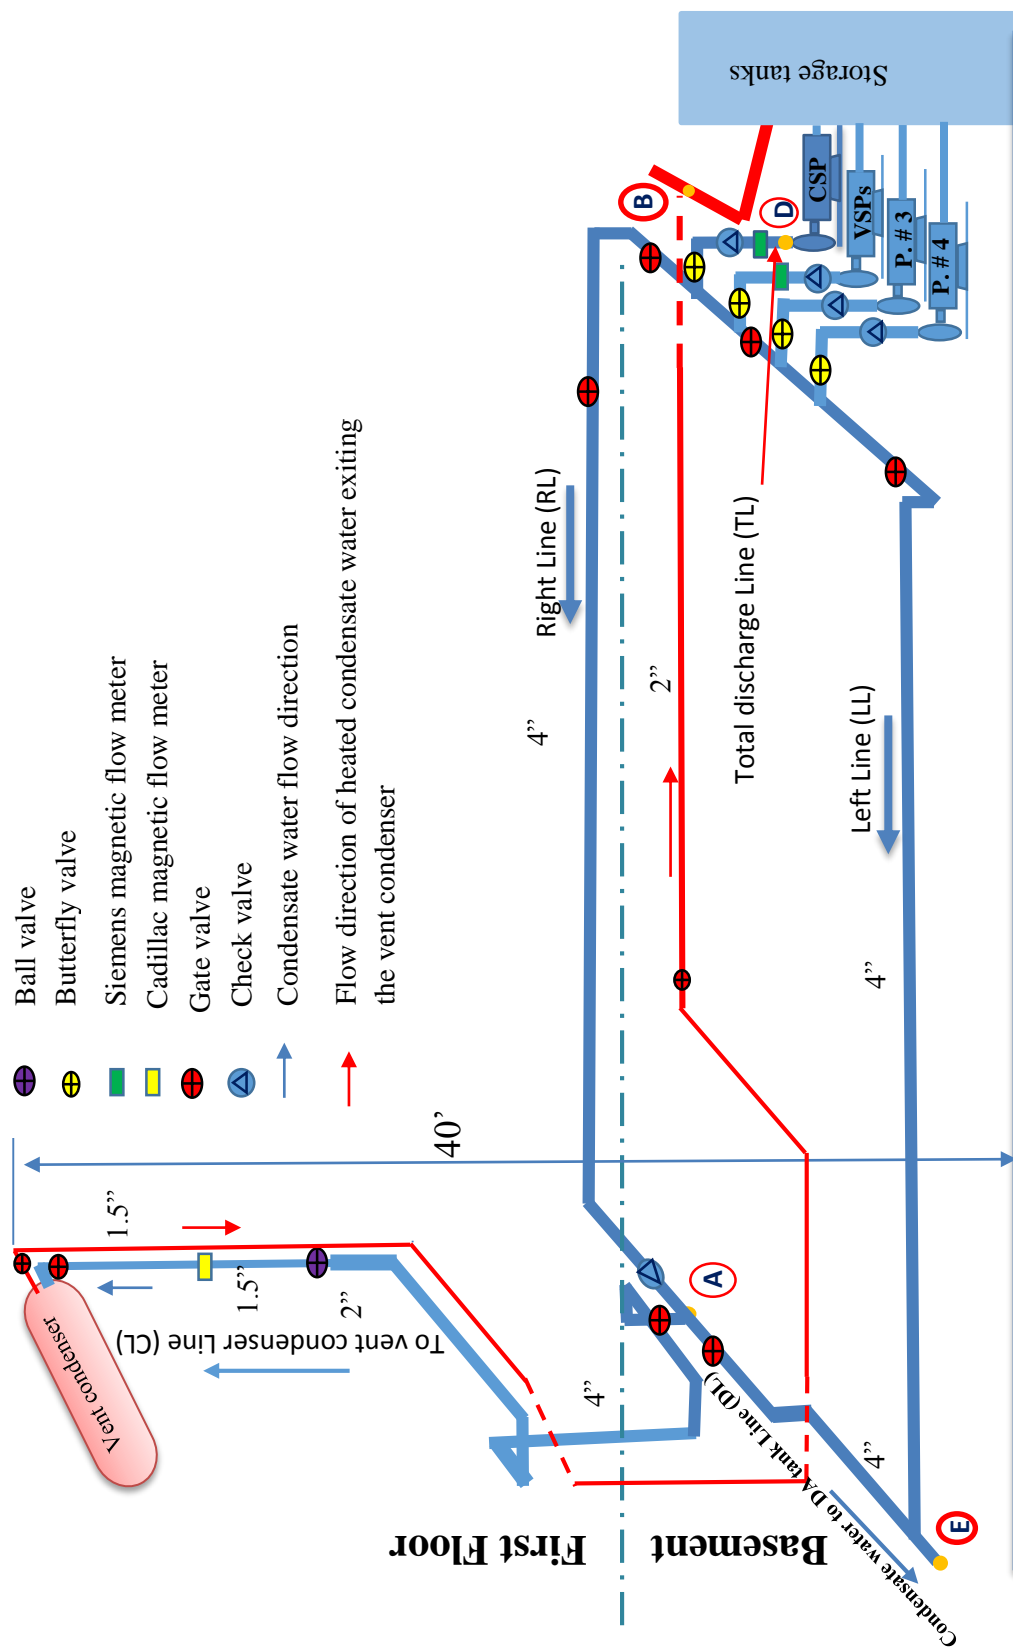 Ball valve
Butterfly valve
Siemens magnetic flow meter
Cadillac magnetic flow meter
Gate valve
Check valve
Condensate water flow direction
Flow direction of heated condensate water exiting
the vent condenser
40’
1.5”
1.5”
2”
Vent condenser
To vent condenser Line (CL)
4”
First Floor
Basement
A
DL) Line (DL)
Condensate water to DA tank Line (DL)
4”
E
4”
Right Line (RL)
2”
Total discharge Line (TL)
Left Line (LL)
4”
B
D
CSP
VSPs
P. # 3
P. # 4
Storage tanks